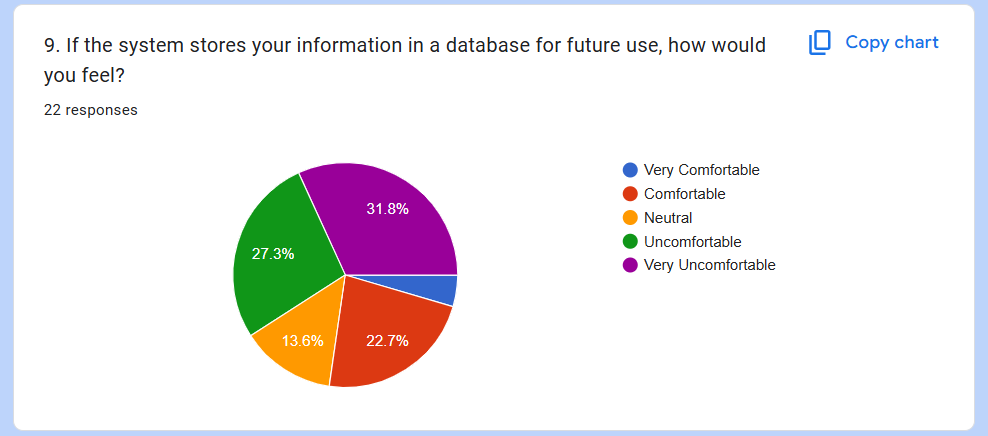 9. If the system stores your information in a database for future use, how would
you feel?
Copy chart
22 responses
31.8%
27.3%
13.6%
22.7%
Very Comfortable
Comfortable
Neutral
Uncomfortable
Very Uncomfortable